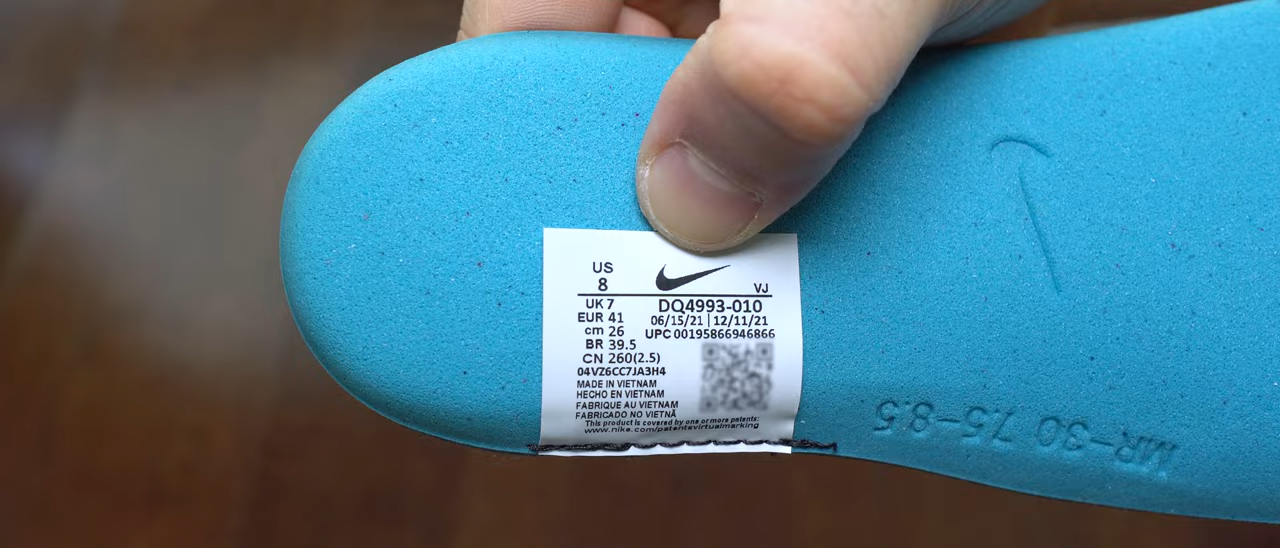 US
8
VJ
UK 7
EUR 41
cm 26
BR 39.5
CN 260(2.5)
DQ4993-010
06/15/21 | 12/11/21
UPC 00195866946866
04VZ6CC7JA3H4
MADE IN VIETNAM
HECHO EN VIETNAM
FABRIQUE AU VIETNAM
FABRICADO NO VIETNÃ
This product is covered by one or more patents:
www.nike.com/patentsvirtualmarking
MR-30 7.5-8.5